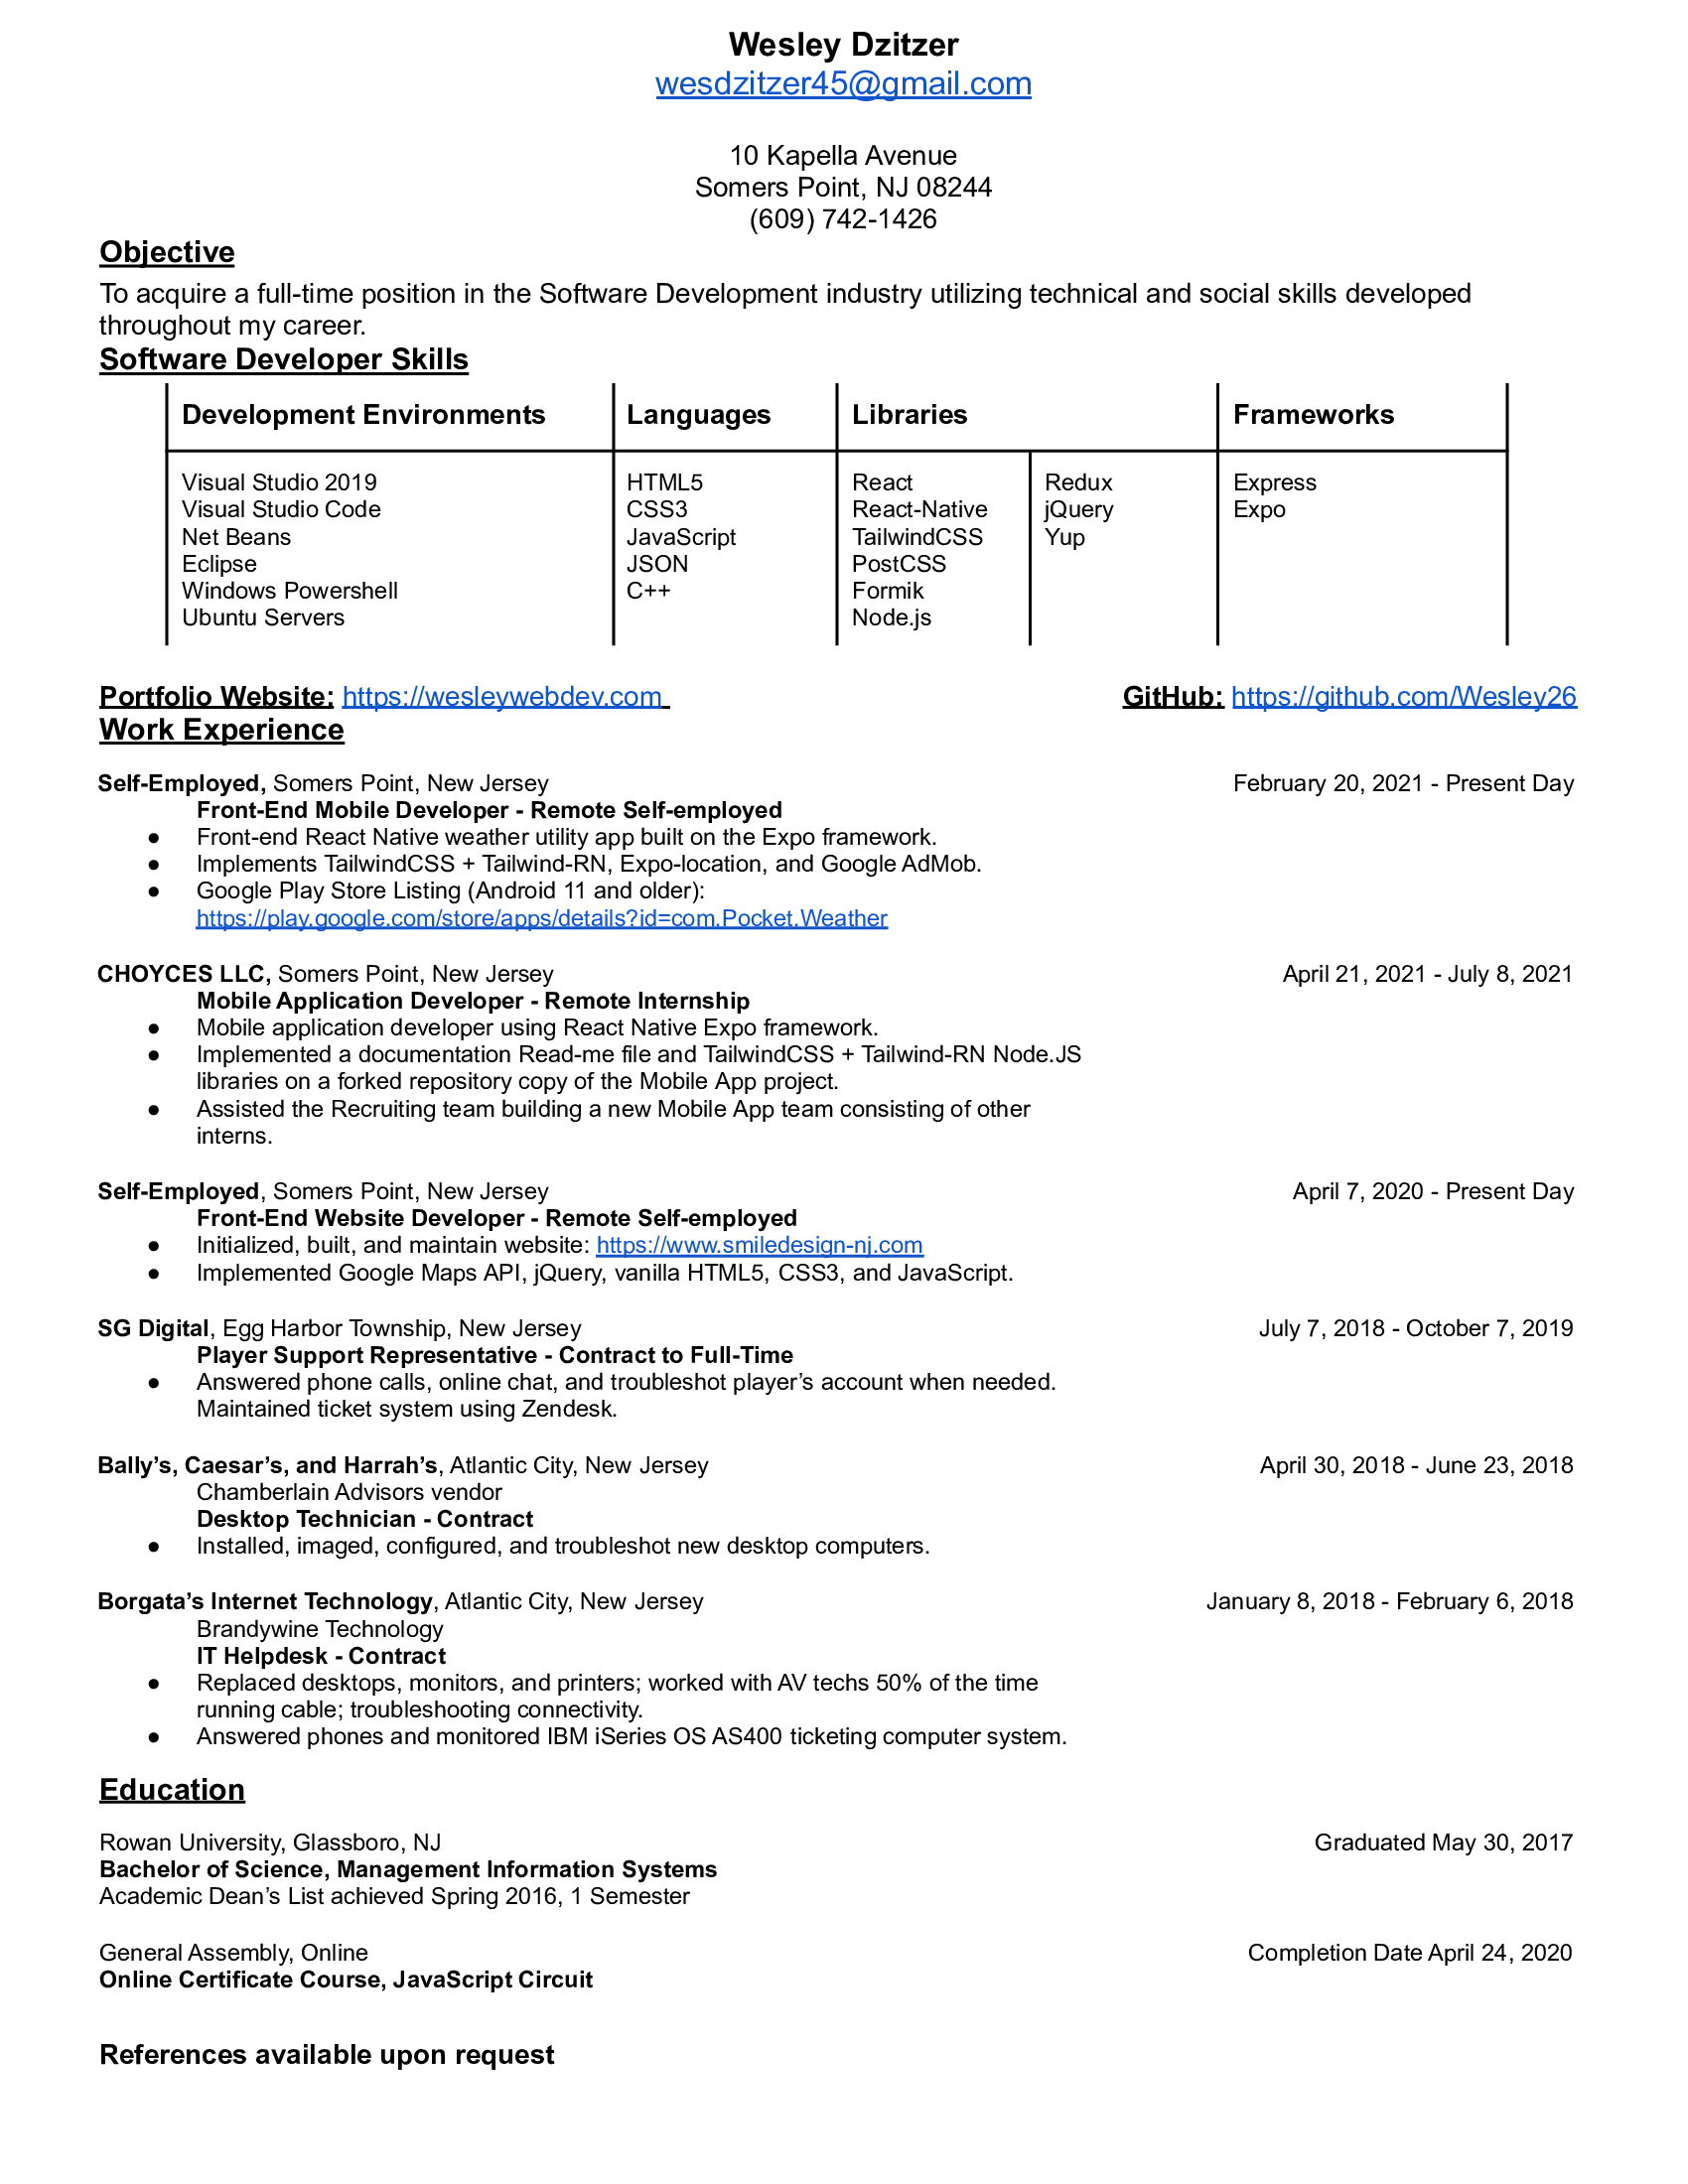 Wesley Dzitzer
wesdzitzer45@gmail.com
10 Kapella Avenue
Somers Point, NJ 08244
(609) 742-1426
Objective
To acquire a full-time position in the Software Development industry utilizing technical and social skills developed
throughout my career.
Software Developer Skills
Development Environments Languages Libraries Frameworks
Visual Studio 2019 HTML5 React Redux Express
Visual Studio Code CSS3 React-Native jQuery Expo
Net Beans JavaScript TailwindCSS Yup
Eclipse JSON PostCSS
Windows Powershell C++ Formik
Ubuntu Servers Node.js
Portfolio Website: https://wesleywebdev.com GitHub: https://github.com/Wesley26
Work Experience
Self-Employed, Somers Point, New Jersey February 20, 2021 - Present Day
Front-End Mobile Developer - Remote Self-employed
● Front-end React Native weather utility app built on the Expo framework.
● Implements TailwindCSS + Tailwind-RN, Expo-location, and Google AdMob.
● Google Play Store Listing (Android 11 and older):
https://play.google.com/store/apps/details?id=com.Pocket.Weather
CHOYCES LLC, Somers Point, New Jersey April 21, 2021 - July 8, 2021
Mobile Application Developer - Remote Internship
● Mobile application developer using React Native Expo framework.
● Implemented a documentation Read-me file and TailwindCSS + Tailwind-RN Node.JS
libraries on a forked repository copy of the Mobile App project.
● Assisted the Recruiting team building a new Mobile App team consisting of other
interns.
Self-Employed, Somers Point, New Jersey April 7, 2020 - Present Day
Front-End Website Developer - Remote Self-employed
● Initialized, built, and maintain website: https://www.smiledesign-nj.com
● Implemented Google Maps API, jQuery, vanilla HTML5, CSS3, and JavaScript.
SG Digital, Egg Harbor Township, New Jersey July 7, 2018 - October 7, 2019
Player Support Representative - Contract to Full-Time
● Answered phone calls, online chat, and troubleshot player’s account when needed.
Maintained ticket system using Zendesk.
Bally’s, Caesar’s, and Harrah’s, Atlantic City, New Jersey April 30, 2018 - June 23, 2018
Chamberlain Advisors vendor
Desktop Technician - Contract
● Installed, imaged, configured, and troubleshot new desktop computers.
Borgata’s Internet Technology, Atlantic City, New Jersey January 8, 2018 - February 6, 2018
Brandywine Technology
IT Helpdesk - Contract
● Replaced desktops, monitors, and printers; worked with AV techs 50% of the time
running cable; troubleshooting connectivity.
● Answered phones and monitored IBM iSeries OS AS400 ticketing computer system.
Education
Rowan University, Glassboro, NJ Graduated May 30, 2017
Bachelor of Science, Management Information Systems
Academic Dean’s List achieved Spring 2016, 1 Semester
General Assembly, Online Completion Date April 24, 2020
Online Certificate Course, JavaScript Circuit
References available upon request